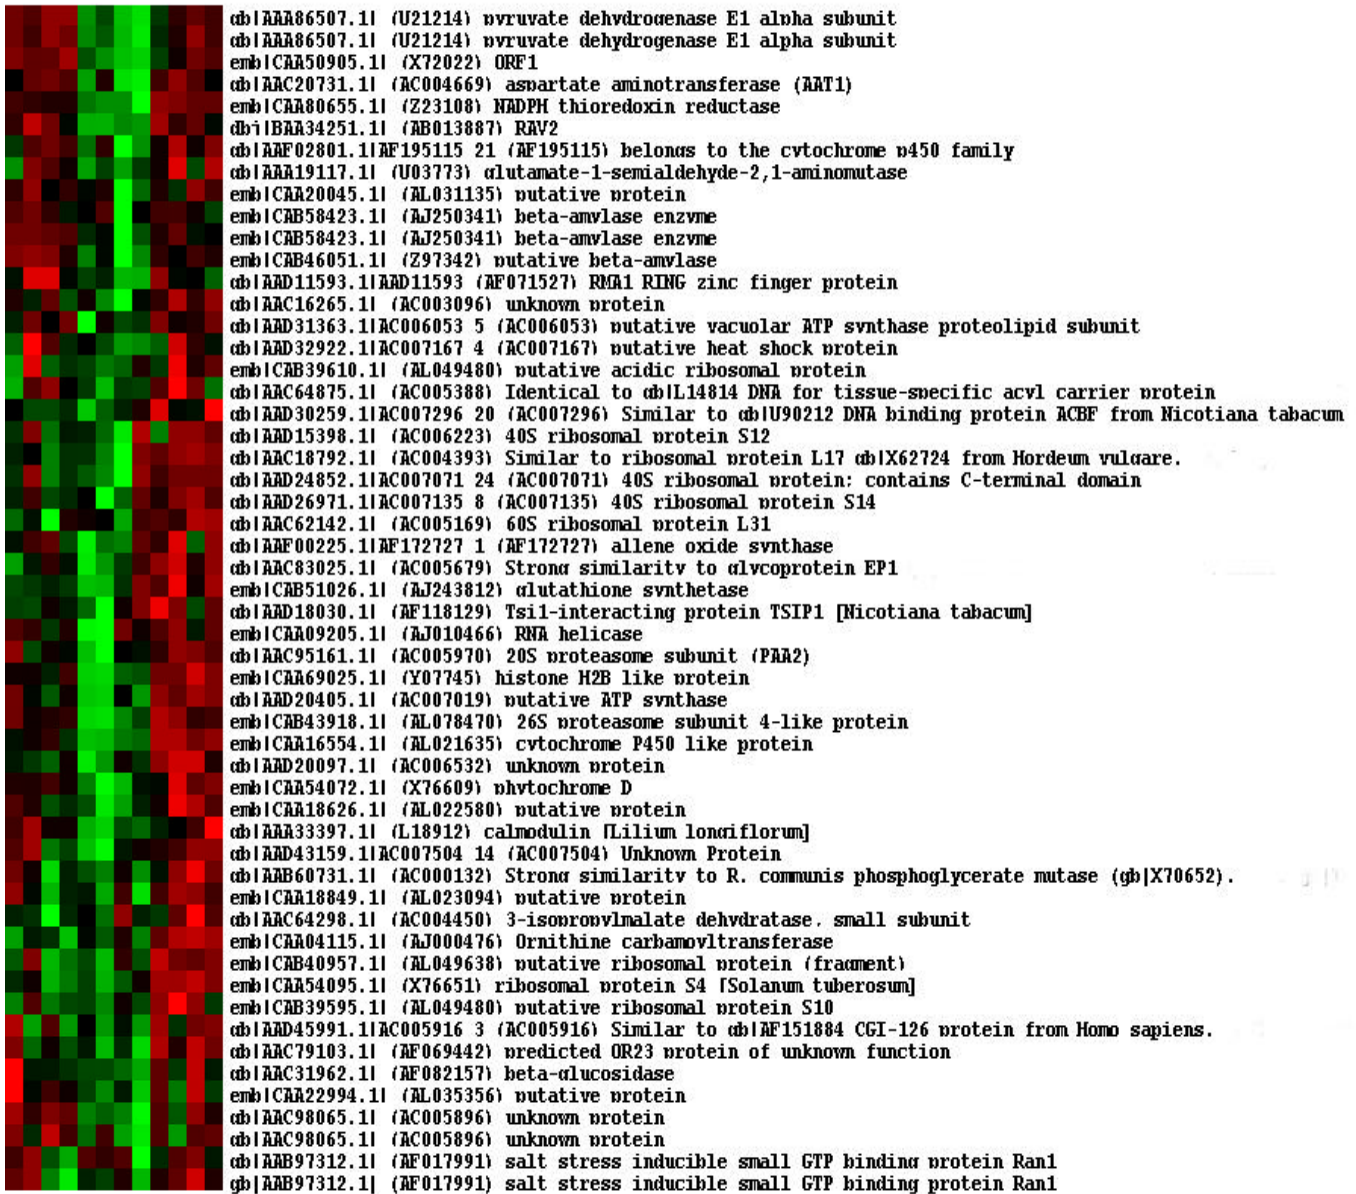 gb|AAA86507.1| (U21214) pyruvate dehydrogenase E1 alpha subunit
gb|AAA86507.1| (U21214) pyruvate dehydrogenase E1 alpha subunit
emb|CAA50905.1| (X72022) ORF1
gb|AAC20731.1| (AC004669) aspartate aminotransferase (AAT1)
emb|CAA80655.1| (Z23108) NADPH thioredoxin reductase
dbj|BAA34251.1| (AB013887) RAV2
gb|AAF02801.1|AF195115 21 (AF195115) belongs to the cytochrome p450 family
gb|AAA19117.1| (U03773) glutamate-1-semialdehyde-2,1-aminomutase
emb|CAA20045.1| (AL031135) putative protein
emb|CAB58423.1| (AJ250341) beta-amylase enzyme
emb|CAB58423.1| (AJ250341) beta-amylase enzyme
emb|CAB46051.1| (Z97342) putative beta-amylase
gb|AAD11593.1|AAD11593 (AF071527) RMA1 RING zinc finger protein
gb|AAC16265.1| (AC003096) unknown protein
gb|AAD31363.1|AC006053 5 (AC006053) putative vacuolar ATP synthase proteolipid subunit
gb|AAD32922.1|AC007167 4 (AC007167) putative heat shock protein
emb|CAB39610.1| (AL049480) putative acidic ribosomal protein
gb|AAC64875.1| (AC005388) Identical to gb|L14814 DNA for tissue-specific acyl carrier protein
gb|AAD30259.1|AC007296 20 (AC007296) Similar to gb|U90212 DNA binding protein ACBF from Nicotiana tabacum
gb|AAD15398.1| (AC006223) 40S ribosomal protein S12
gb|AAC18792.1| (AC004393) Similar to ribosomal protein L17 gb|X62724 from Hordeum vulgare.
gb|AAD24852.1|AC007071 24 (AC007071) 40S ribosomal protein; contains C-terminal domain
gb|AAD26971.1|AC007135 8 (AC007135) 40S ribosomal protein S14
gb|AAC62142.1| (AC005169) 60S ribosomal protein L31
gb|AAF00225.1|AF172727 1 (AF172727) allene oxide synthase
gb|AAC83025.1| (AC005679) Strong similarity to glycoprotein EP1
emb|CAB51026.1| (AJ243812) glutathione synthetase
gb|AAD18030.1| (AF118129) Tsi1-interacting protein TSIP1 [Nicotiana tabacum]
emb|CAA09205.1| (AJ010466) RNA helicase
gb|AAC95161.1| (AC005970) 20S proteasome subunit (PAA2)
emb|CAA69025.1| (Y07745) histone H2B like protein
gb|AAD20405.1| (AC007019) putative ATP synthase
emb|CAB43918.1| (AL078470) 26S proteasome subunit 4-like protein
emb|CAA16554.1| (AL021635) cytochrome P450 like protein
gb|AAD20097.1| (AC006532) unknown protein
emb|CAA54072.1| (X76609) phytochrome D
emb|CAA18626.1| (AL022580) putative protein
gb|AAA33397.1| (L18912) calmodulin [Lilium longiflorum]
gb|AAD43159.1|AC007504 14 (AC007504) Unknown Protein
gb|AAB60731.1| (AC000132) Strong similarity to R. communis phosphoglycerate mutase (gb|X70652).
emb|CAA18849.1| (AL023094) putative protein
gb|AAC64298.1| (AC004450) 3-isopropylmalate dehydratase, small subunit
emb|CAA04115.1| (AJ000476) Ornithine carbamoyltransferase
emb|CAB40957.1| (AL049638) putative ribosomal protein (fragment)
emb|CAA54095.1| (X76651) ribosomal protein S4 [Solanum tuberosum]
emb|CAB39595.1| (AL049480) putative ribosomal protein S10
gb|AAD45991.1|AC005916 3 (AC005916) Similar to gb|AF151884 CGI-126 protein from Homo sapiens.
gb|AAC79103.1| (AF069442) predicted OR23 protein of unknown function
gb|AAC31962.1| (AF082157) beta-glucosidase
emb|CAA22994.1| (AL035356) putative protein
gb|AAC98065.1| (AC005896) unknown protein
gb|AAC98065.1| (AC005896) unknown protein
gb|AAB97312.1| (AF017991) salt stress inducible small GTP binding protein Ran1
gb|AAB97312.1| (AF017991) salt stress inducible small GTP binding protein Ran1